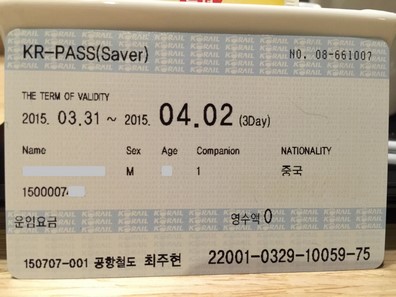 KR-PASS(Saver) NO. 08-661007
THE TERM OF VALIDITY
2015. 03.31 ~ 2015. 04.02 (3Day)
Name Sex Age Companion NATIONALITY
M 1 중국
1500007
운임요금 영수액 0
150707-001 공항철도 최주현 22001-0329-10059-75